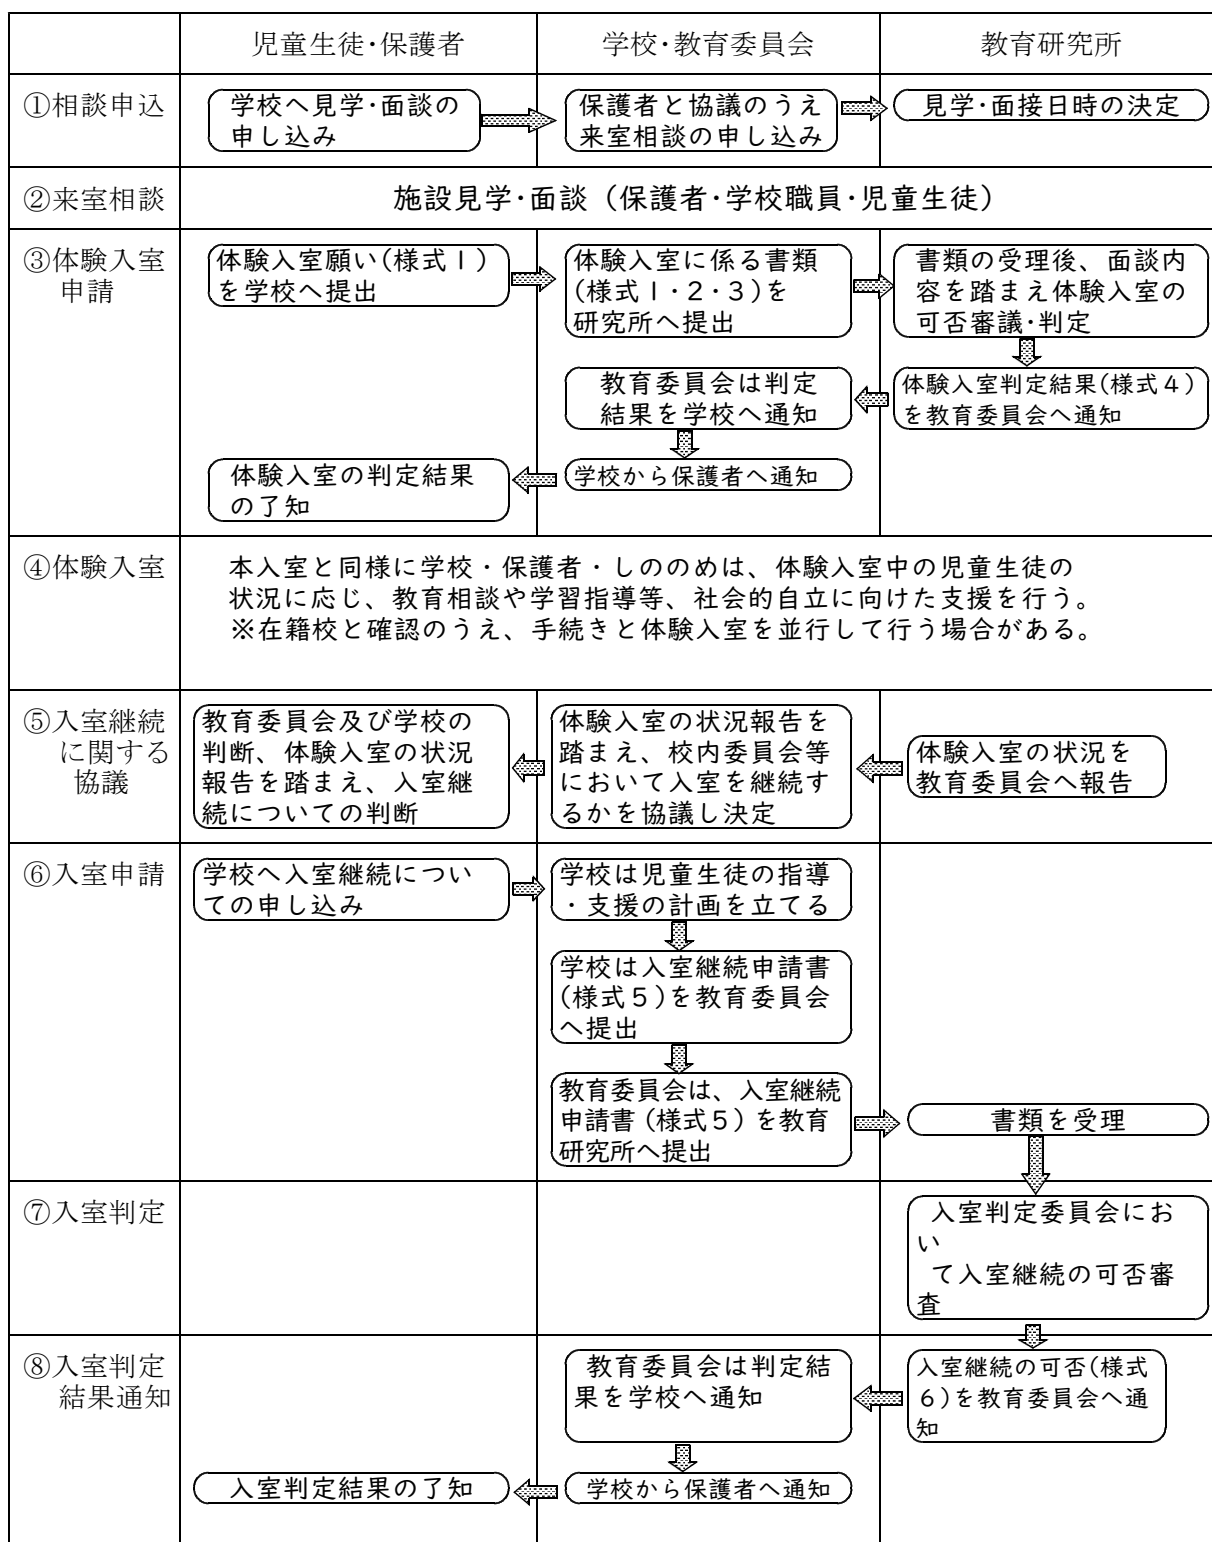 児童生徒･保護者
学校･教育委員会
教育研究所
①相談申込
学校へ見学･面談の
申し込み
保護者と協議のうえ
来室相談の申し込み
見学･面接日時の決定
②来室相談
施設見学･面談（保護者･学校職員･児童生徒）
③体験入室
申請
体験入室願い(様式１)
を学校へ提出
体験入室に係る書類
(様式１･２･３)を
研究所へ提出
書類の受理後、面談内
容を踏まえ体験入室の
可否審議･判定
教育委員会は判定
結果を学校へ通知
体験入室判定結果(様式４)
を教育委員会へ通知
体験入室の判定結果
の了知
学校から保護者へ通知
④体験入室
本入室と同様に学校・保護者・しののめは、体験入室中の児童生徒の
状況に応じ、教育相談や学習指導等、社会的自立に向けた支援を行う。
※在籍校と確認のうえ、手続きと体験入室を並行して行う場合がある。
⑤入室継続
に関する
協議
教育委員会及び学校の
判断、体験入室の状況
報告を踏まえ、入室継
続についての判断
体験入室の状況報告を
踏まえ、校内委員会等
において入室を継続す
るかを協議し決定
体験入室の状況を
教育委員会へ報告
⑥入室申請
学校へ入室継続につい
ての申し込み
学校は児童生徒の指導
・支援の計画を立てる
学校は入室継続申請書
(様式５)を教育委員会
へ提出
教育委員会は、入室継続
申請書（様式５）を教育
研究所へ提出
書類を受理
⑦入室判定
入室判定委員会にお
い
て入室継続の可否審
査
⑧入室判定
結果通知
教育委員会は判定結
果を学校へ通知
入室継続の可否(様式
６)を教育委員会へ通
知
入室判定結果の了知
学校から保護者へ通知